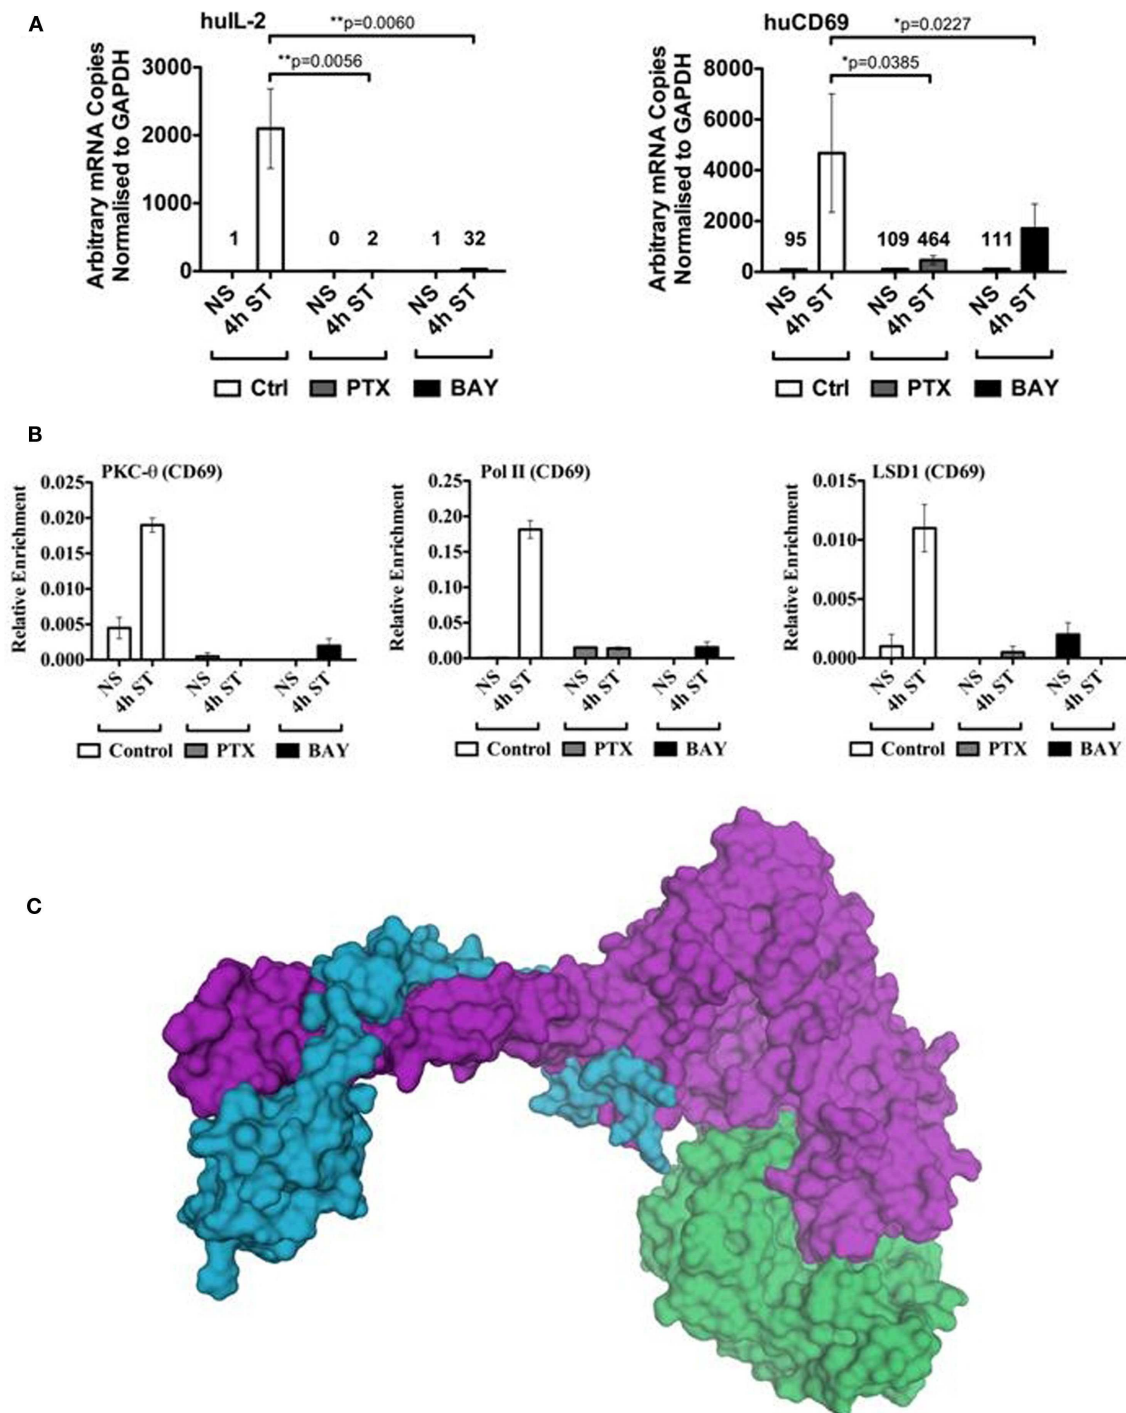 A
huIL-2
**p=0.0060
**p=0.0056
Arbitrary mRNA Copies
Normalised to GAPDH
3000
2000
1000
0
1
0
2
1
32
NS
4h ST
NS
4h ST
NS
4h ST
Ctrl
PTX
BAY
huCD69
*p=0.0227
*p=0.0385
Arbitrary mRNA Copies
Normalised to GAPDH
8000
6000
4000
2000
0
95
109
464
111
NS
4h ST
NS
4h ST
NS
4h ST
Ctrl
PTX
BAY
B
PKC-θ (CD69)
Relative Enrichment
0.025
0.020
0.015
0.010
0.005
0.000
NS
4h ST
NS
4h ST
NS
4h ST
Control
PTX
BAY
Pol II (CD69)
Relative Enrichment
0.25
0.20
0.15
0.10
0.05
0.00
NS
4h ST
NS
4h ST
NS
4h ST
Control
PTX
BAY
LSD1 (CD69)
Relative Enrichment
0.015
0.010
0.005
0.000
NS
4h ST
NS
4h ST
NS
4h ST
Control
PTX
BAY
C